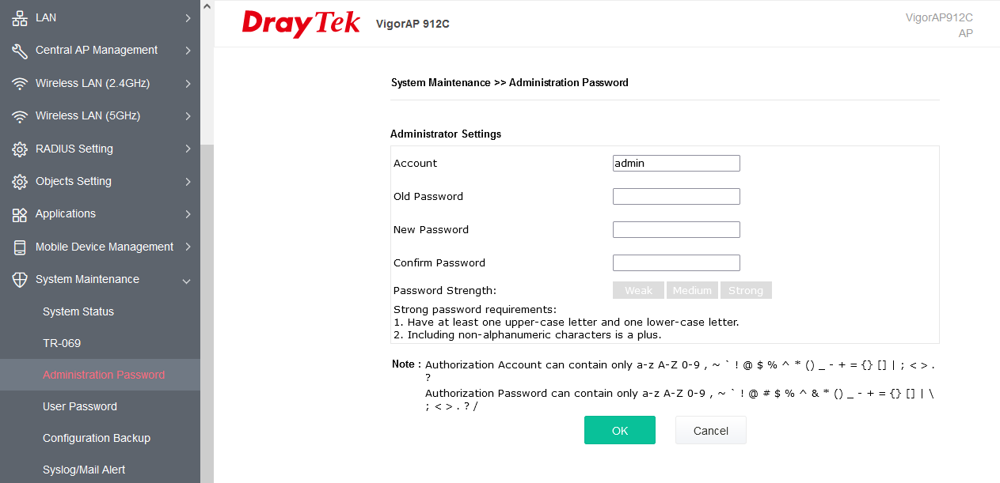 LAN
Central AP Management
Wireless LAN (2.4GHz)
Wireless LAN (5GHz)
RADIUS Setting
Objects Setting
Applications
Mobile Device Management
System Maintenance
System Status
TR-069
Administration Password
User Password
Configuration Backup
Syslog/Mail Alert
DrayTek VigorAP 912C
VigorAP912C
AP
System Maintenance >> Administration Password
Administrator Settings
Account admin
Old Password
New Password
Confirm Password
Password Strength: Weak Medium Strong
Strong password requirements:
1. Have at least one upper-case letter and one lower-case letter.
2. Including non-alphanumeric characters is a plus.
Note : Authorization Account can contain only a-z A-Z 0-9 , ~ ` ! @ $ % ^ * () _ - + = {} [] | ; < > .
?
Authorization Password can contain only a-z A-Z 0-9 , ~ ` ! @ # $ % ^ & * () _ - + = {} [] | \
; < > . ? /
OK Cancel